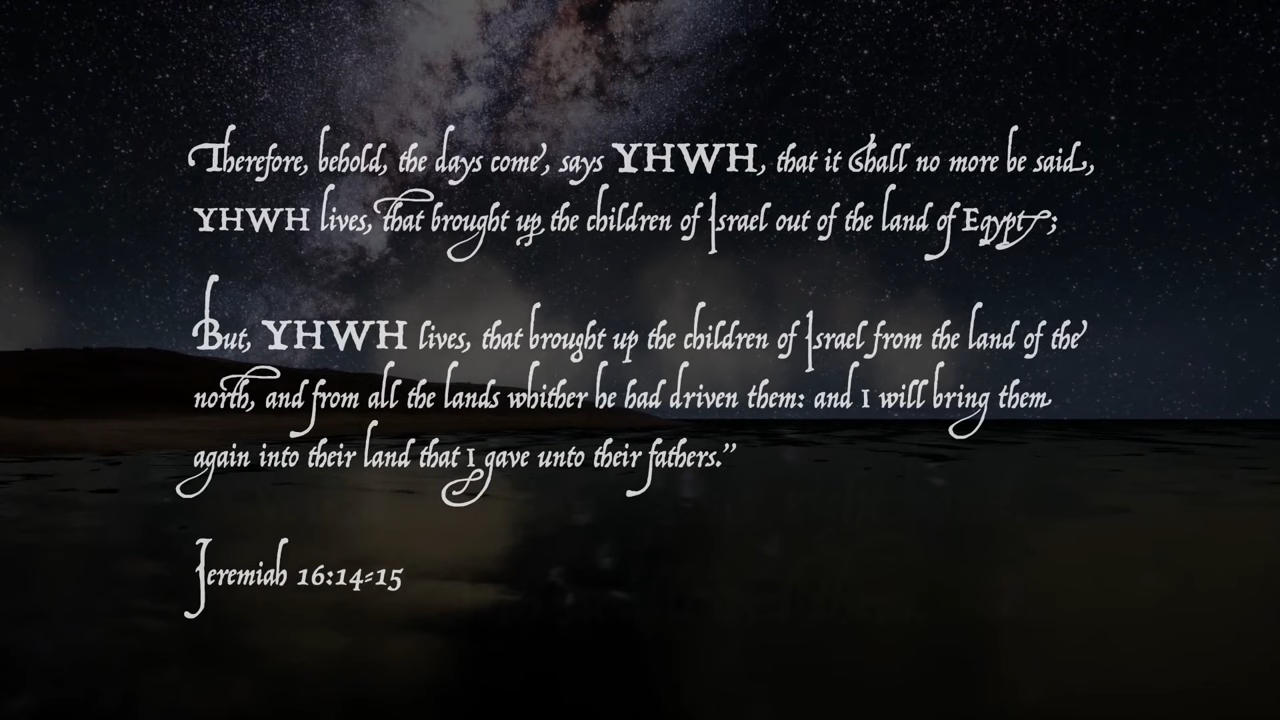 Therefore, behold, the days come, says YHWH, that it shall no more be said,
YHWH lives, that brought up the children of Israel out of the land of Egypt;
But, YHWH lives, that brought up the children of Israel from the land of the
north, and from all the lands whither he had driven them: and I will bring them
again into their land that I gave unto their fathers.”
Jeremiah 16:14-15